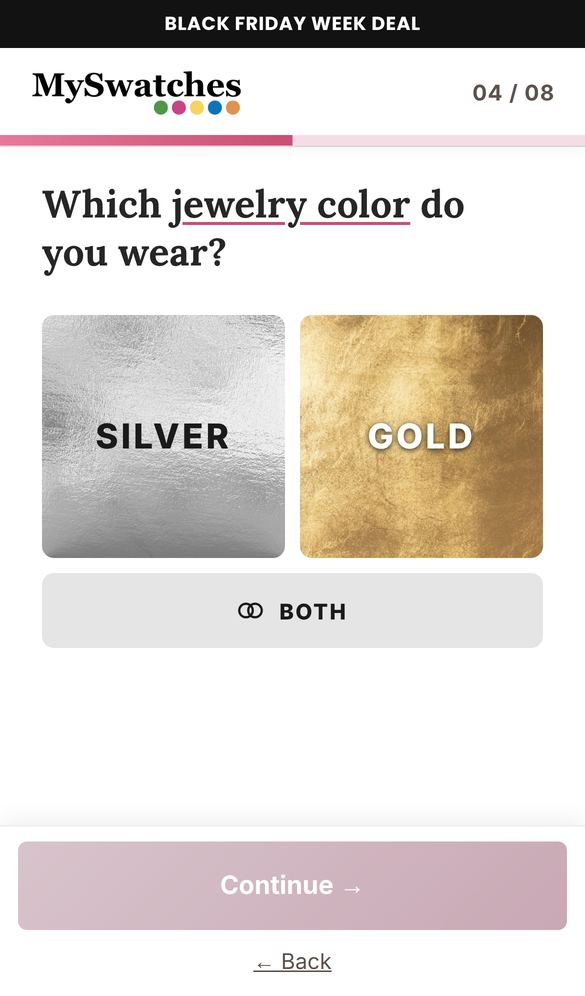 BLACK FRIDAY WEEK DEAL
MySwatches
04 / 08
Which jewelry color do
you wear?
SILVER
GOLD
BOTH
Continue →
← Back